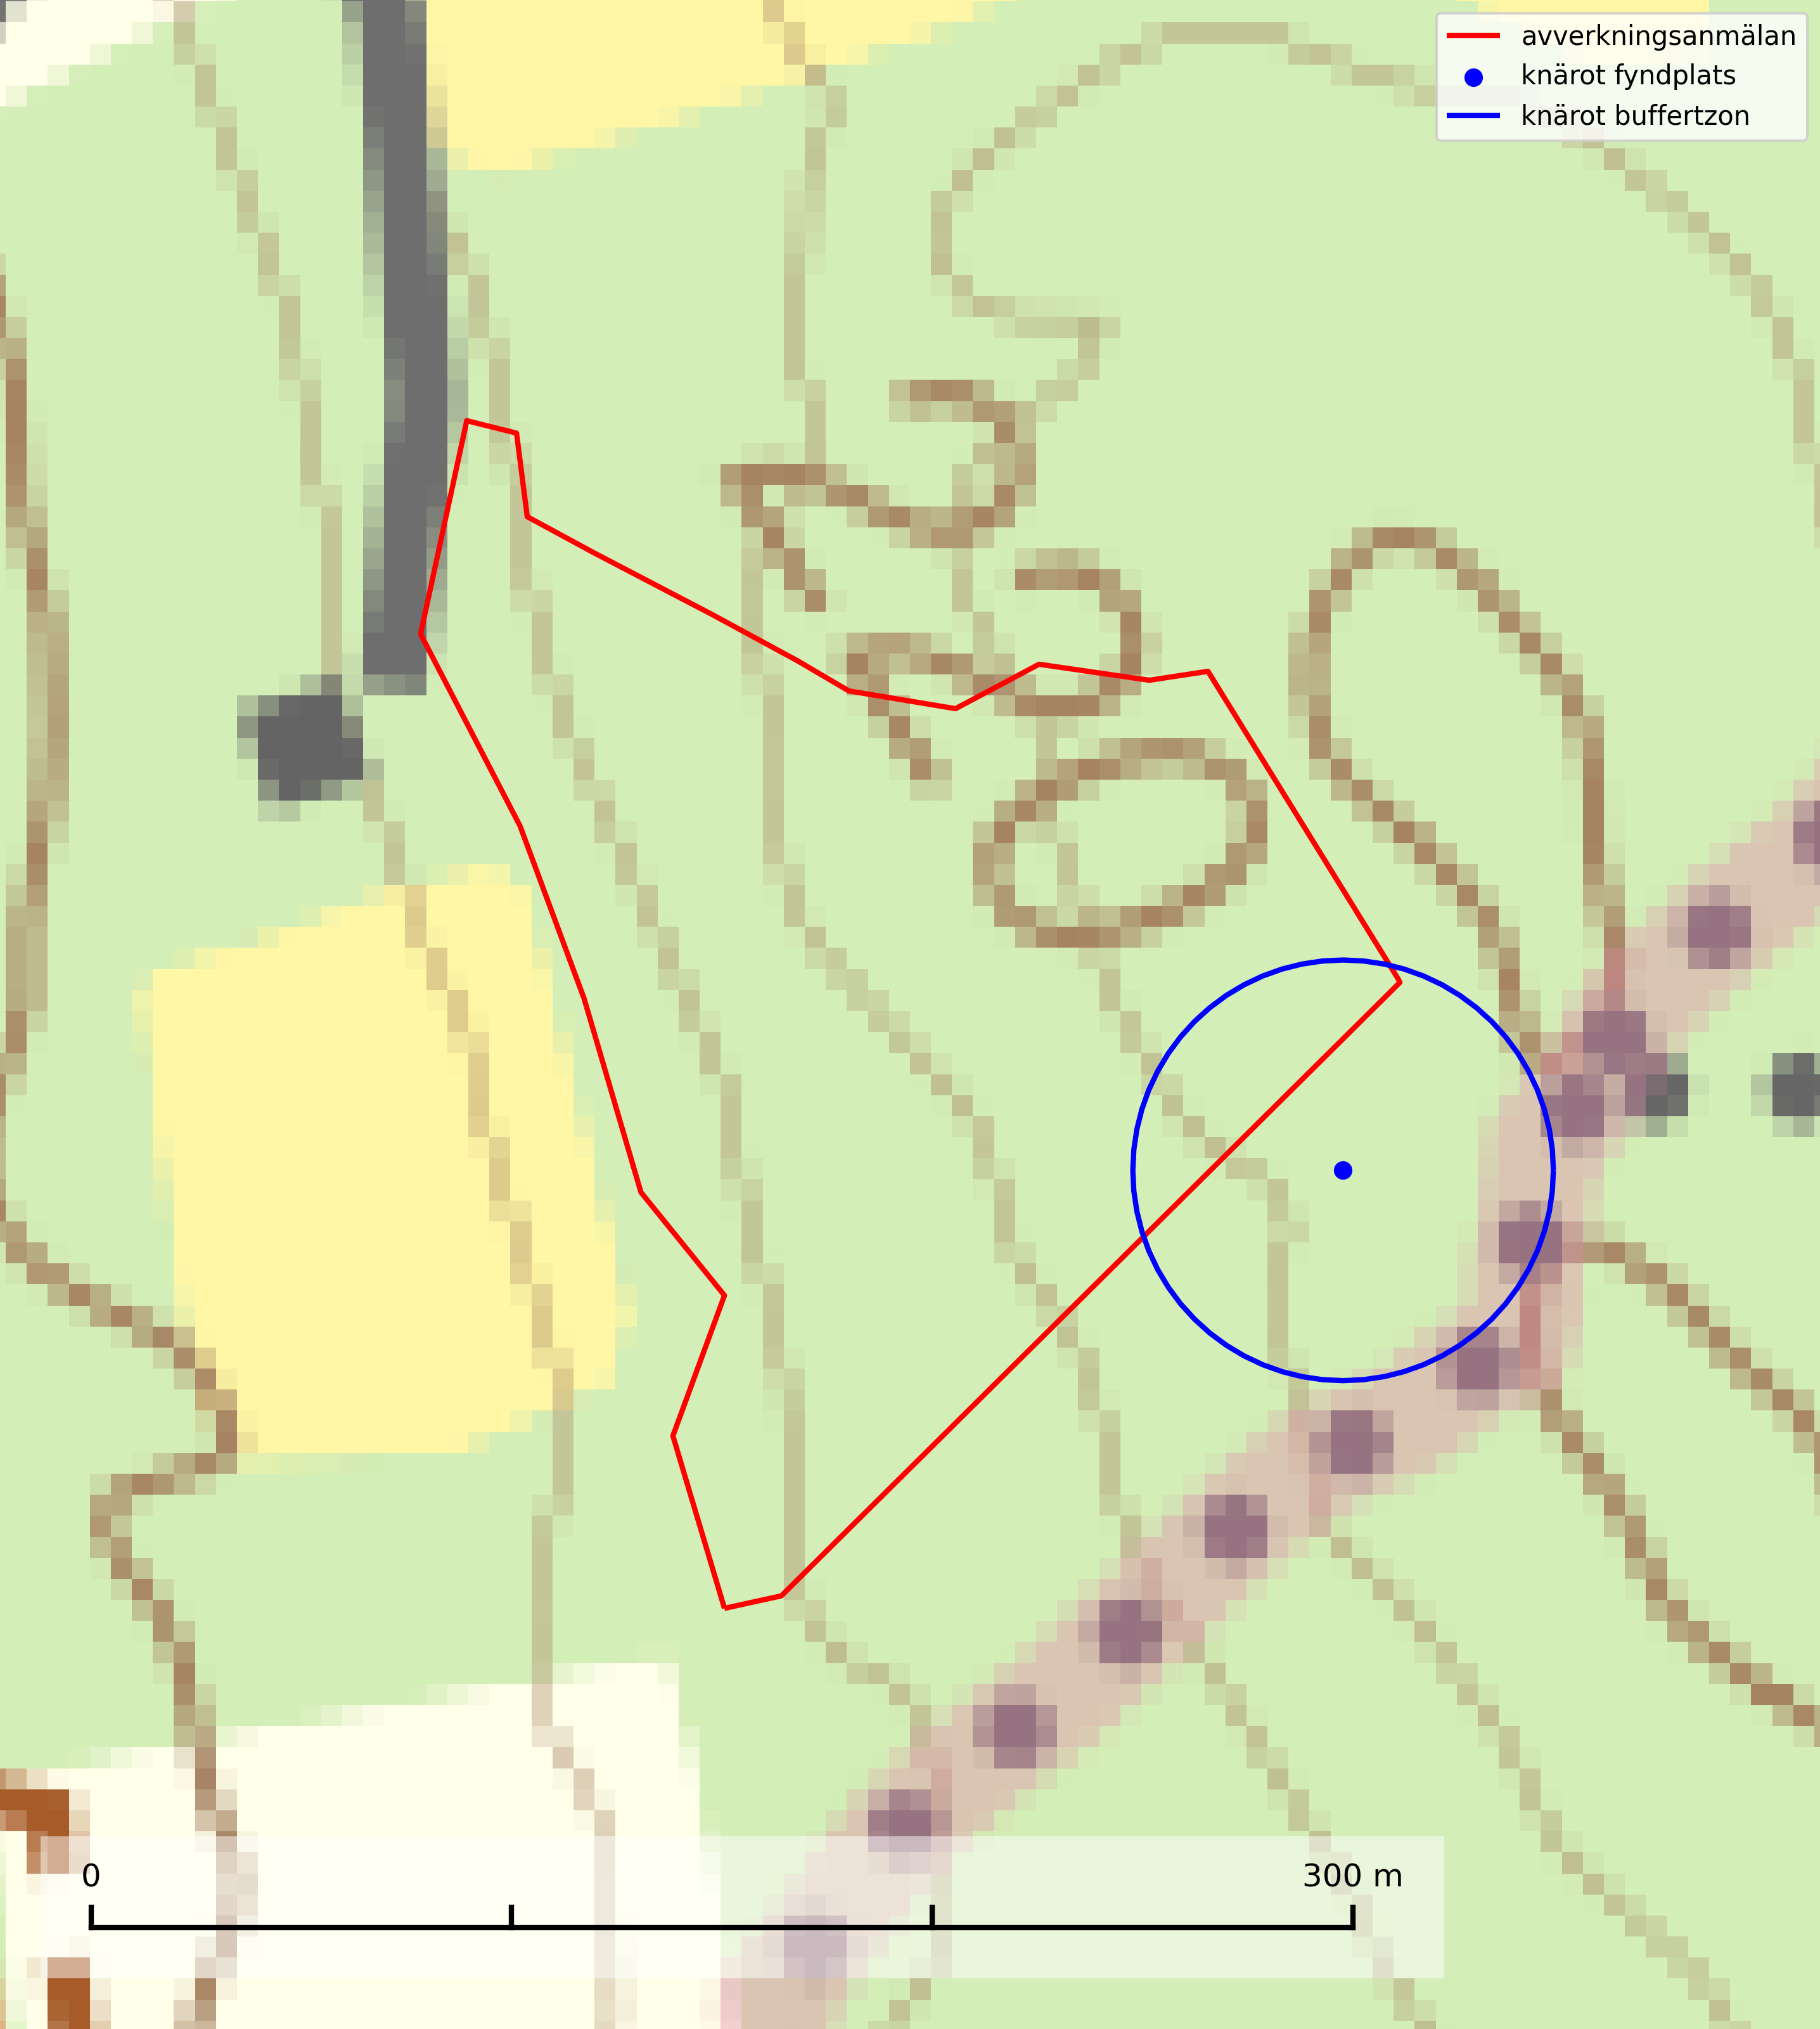 avverkningsanmälan
knärot fyndplats
knärot buffertzon
0 300 m